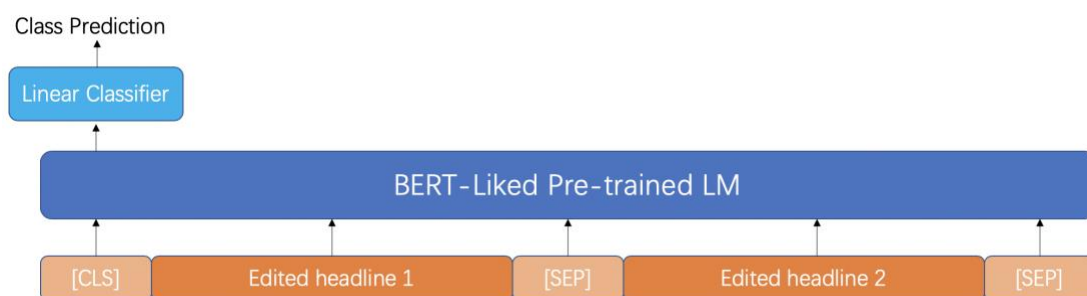 Class Prediction
Linear Classifier
BERT-Liked Pre-trained LM
[CLS] Edited headline 1 [SEP] Edited headline 2 [SEP]